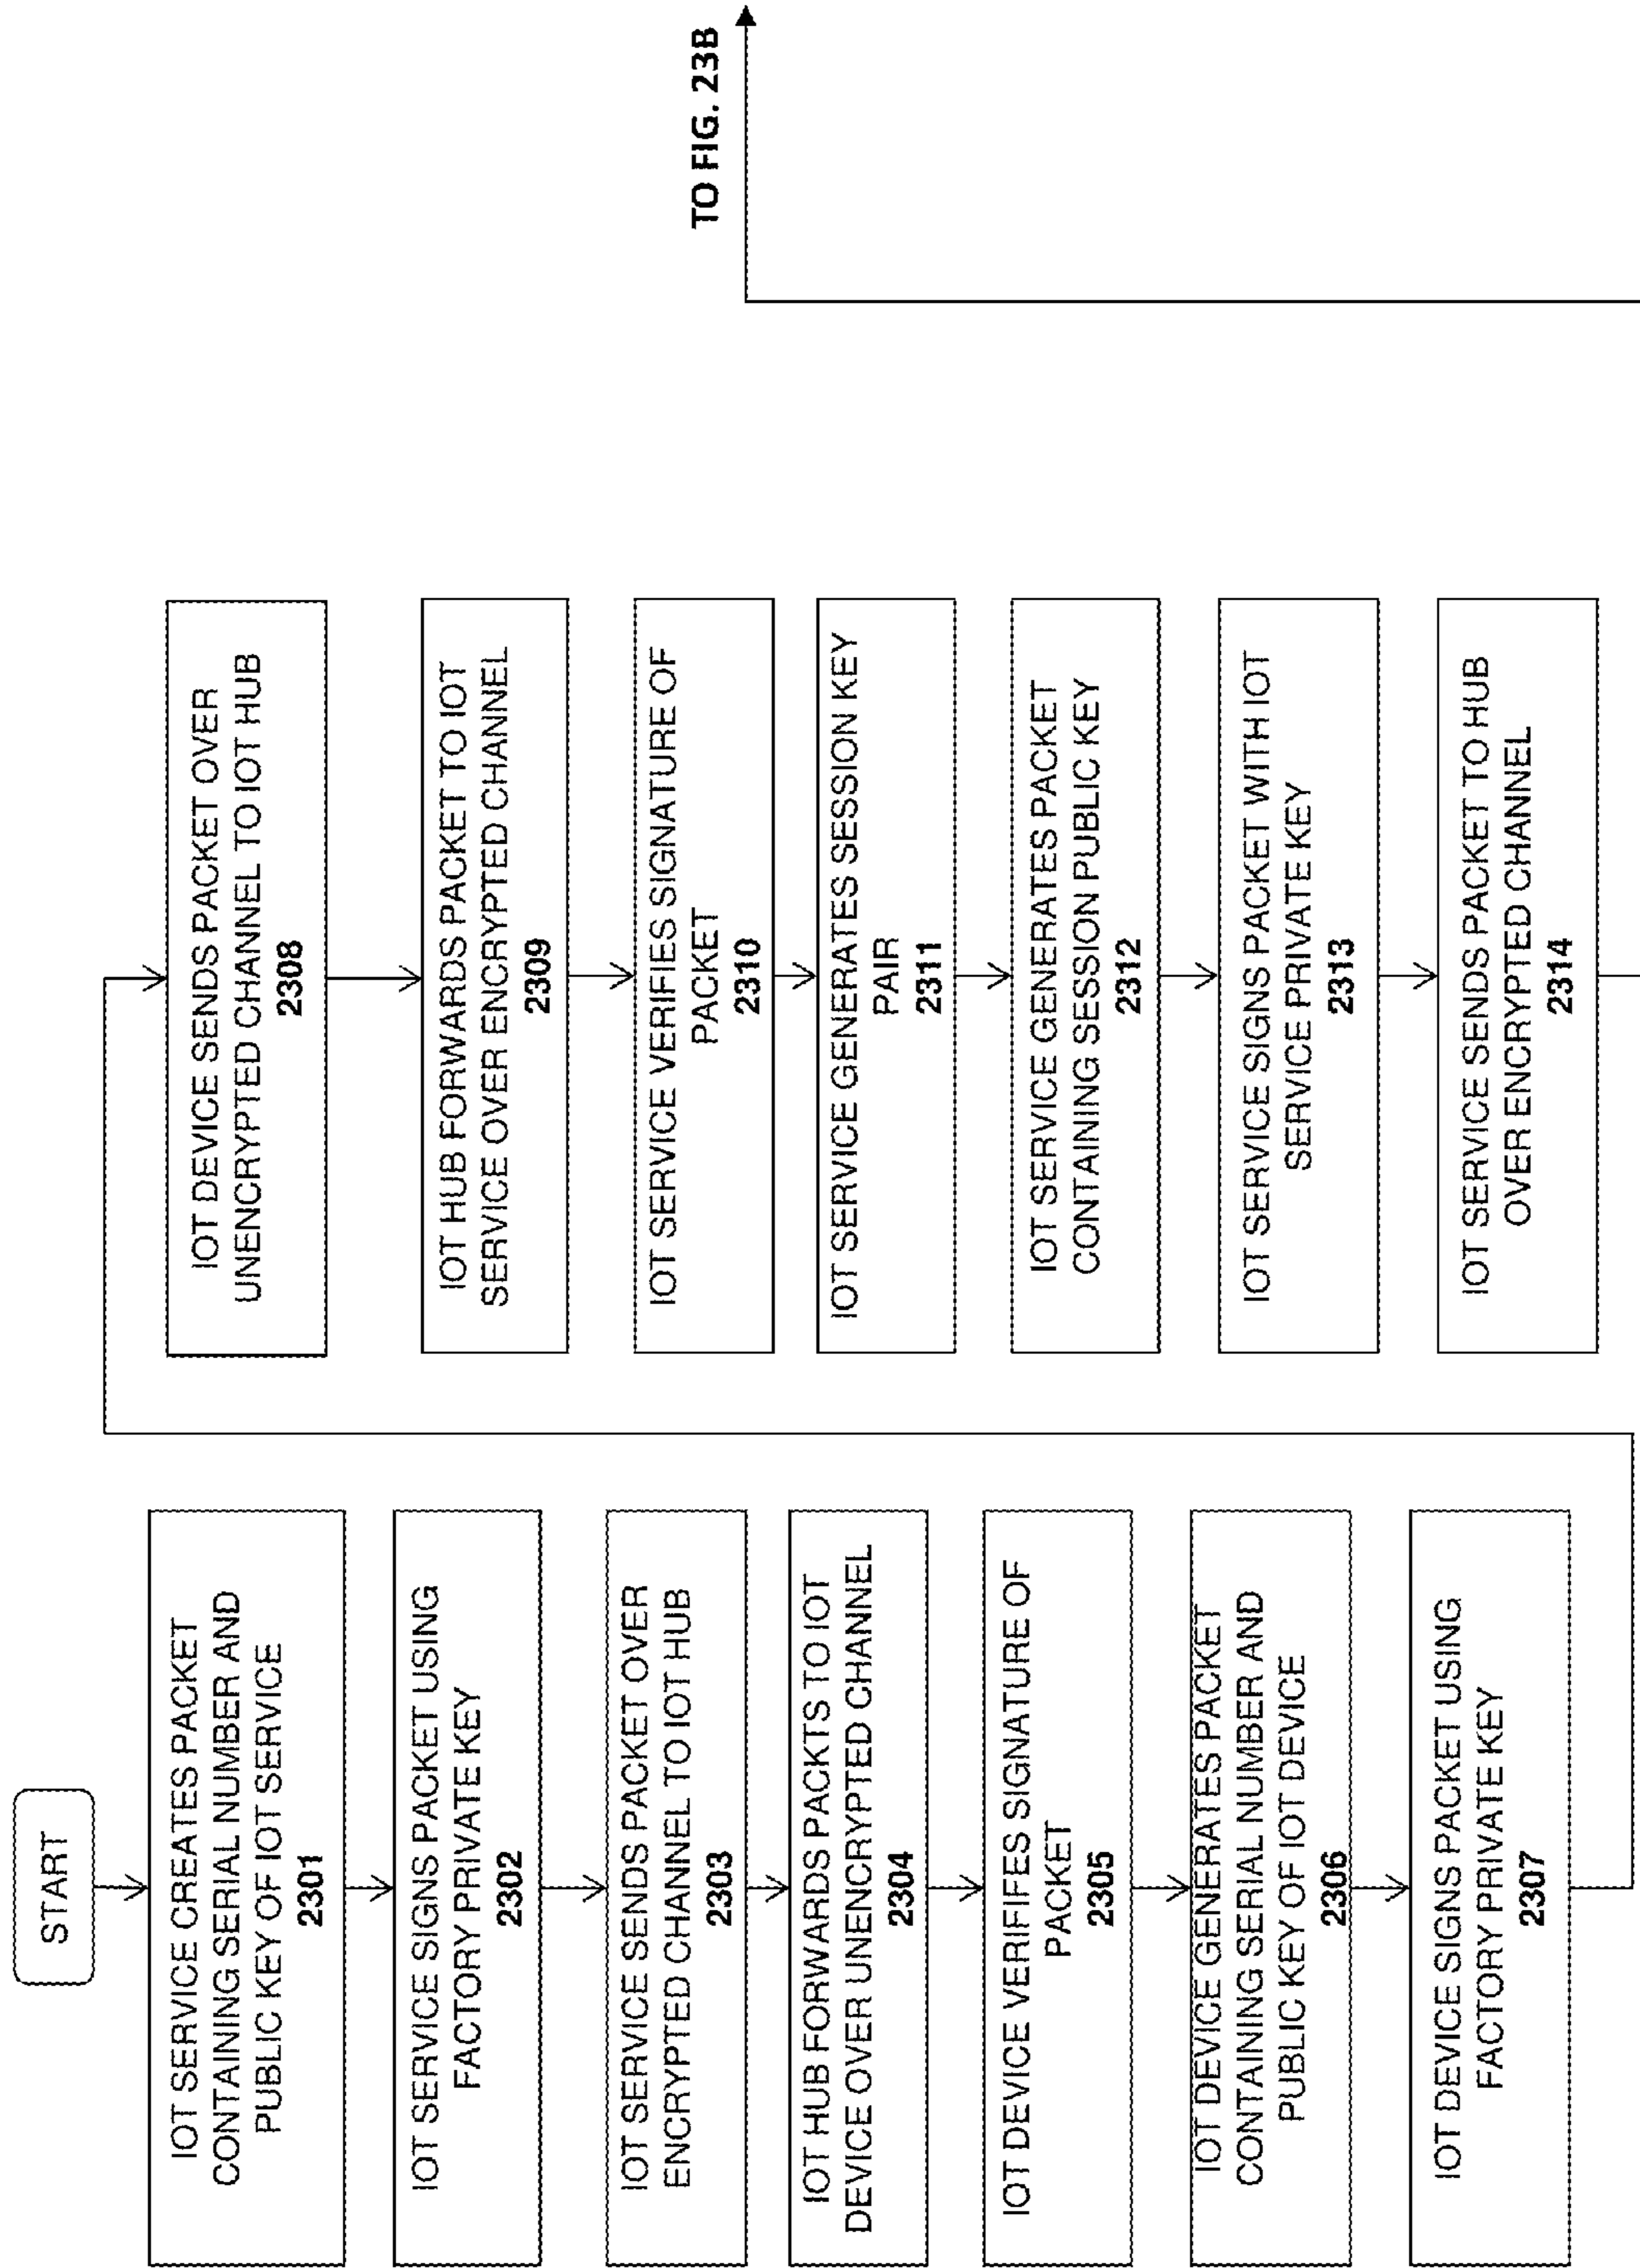 START
IOT SERVICE CREATES PACKET
CONTAINING SERIAL NUMBER AND
PUBLIC KEY OF IOT SERVICE
2301
IOT SERVICE SIGNS PACKET USING
FACTORY PRIVATE KEY
2302
IOT SERVICE SENDS PACKET OVER
ENCRYPTED CHANNEL TO IOT HUB
2303
IOT HUB FORWARDS PACKTS TO IOT
DEVICE OVER UNENCRYPTED CHANNEL
2304
IOT DEVICE VERIFIFES SIGNATURE OF
PACKET
2305
IOT DEVICE GENERATES PACKET
CONTAINING SERIAL NUMBER AND
PUBLIC KEY OF IOT DEVICE
2306
IOT DEVICE SIGNS PACKET USING
FACTORY PRIVATE KEY
2307
IOT DEVICE SENDS PACKET OVER
UNENCRYPTED CHANNEL TO IOT HUB
2308
IOT HUB FORWARDS PACKET TO IOT
SERVICE OVER ENCRYPTED CHANNEL
2309
IOT SERVICE VERIFIES SIGNATURE OF
PACKET
2310
IOT SERVICE GENERATES SESSION KEY
PAIR
2311
IOT SERVICE GENERATES PACKET
CONTAINING SESSION PUBLIC KEY
2312
IOT SERVICE SIGNS PACKET WITH IOT
SERVICE PRIVATE KEY
2313
IOT SERVICE SENDS PACKET TO HUB
OVER ENCRYPTED CHANNEL
2314
TO FIG. 23B